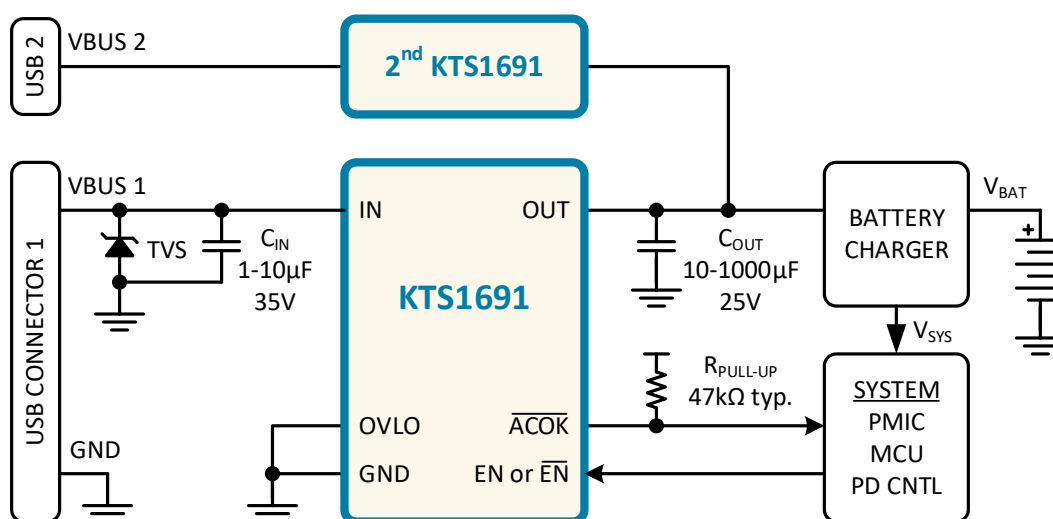 USB 2
VBUS 2
2nd KTS1691
USB CONNECTOR 1
VBUS 1
TVS
CIN
1-10µF
35V
GND
IN
OUT
KTS1691
OVLO
ACOK
GND
EN or EN
COUT
10-1000µF
25V
RPULL-UP
47kΩ typ.
BATTERY
CHARGER
VBAT
+
VSYS
SYSTEM
PMIC
MCU
PD CNTL